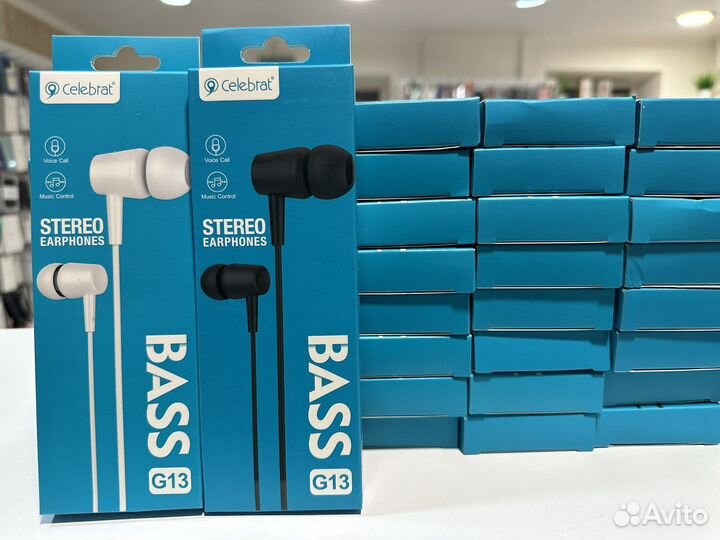 Celebrat®
Voice Call
Music Control
STEREO
EARPHONES
BASS
G13
Celebrat®
Voice Call
Music Control
STEREO
EARPHONES
BASS
G13
Avito